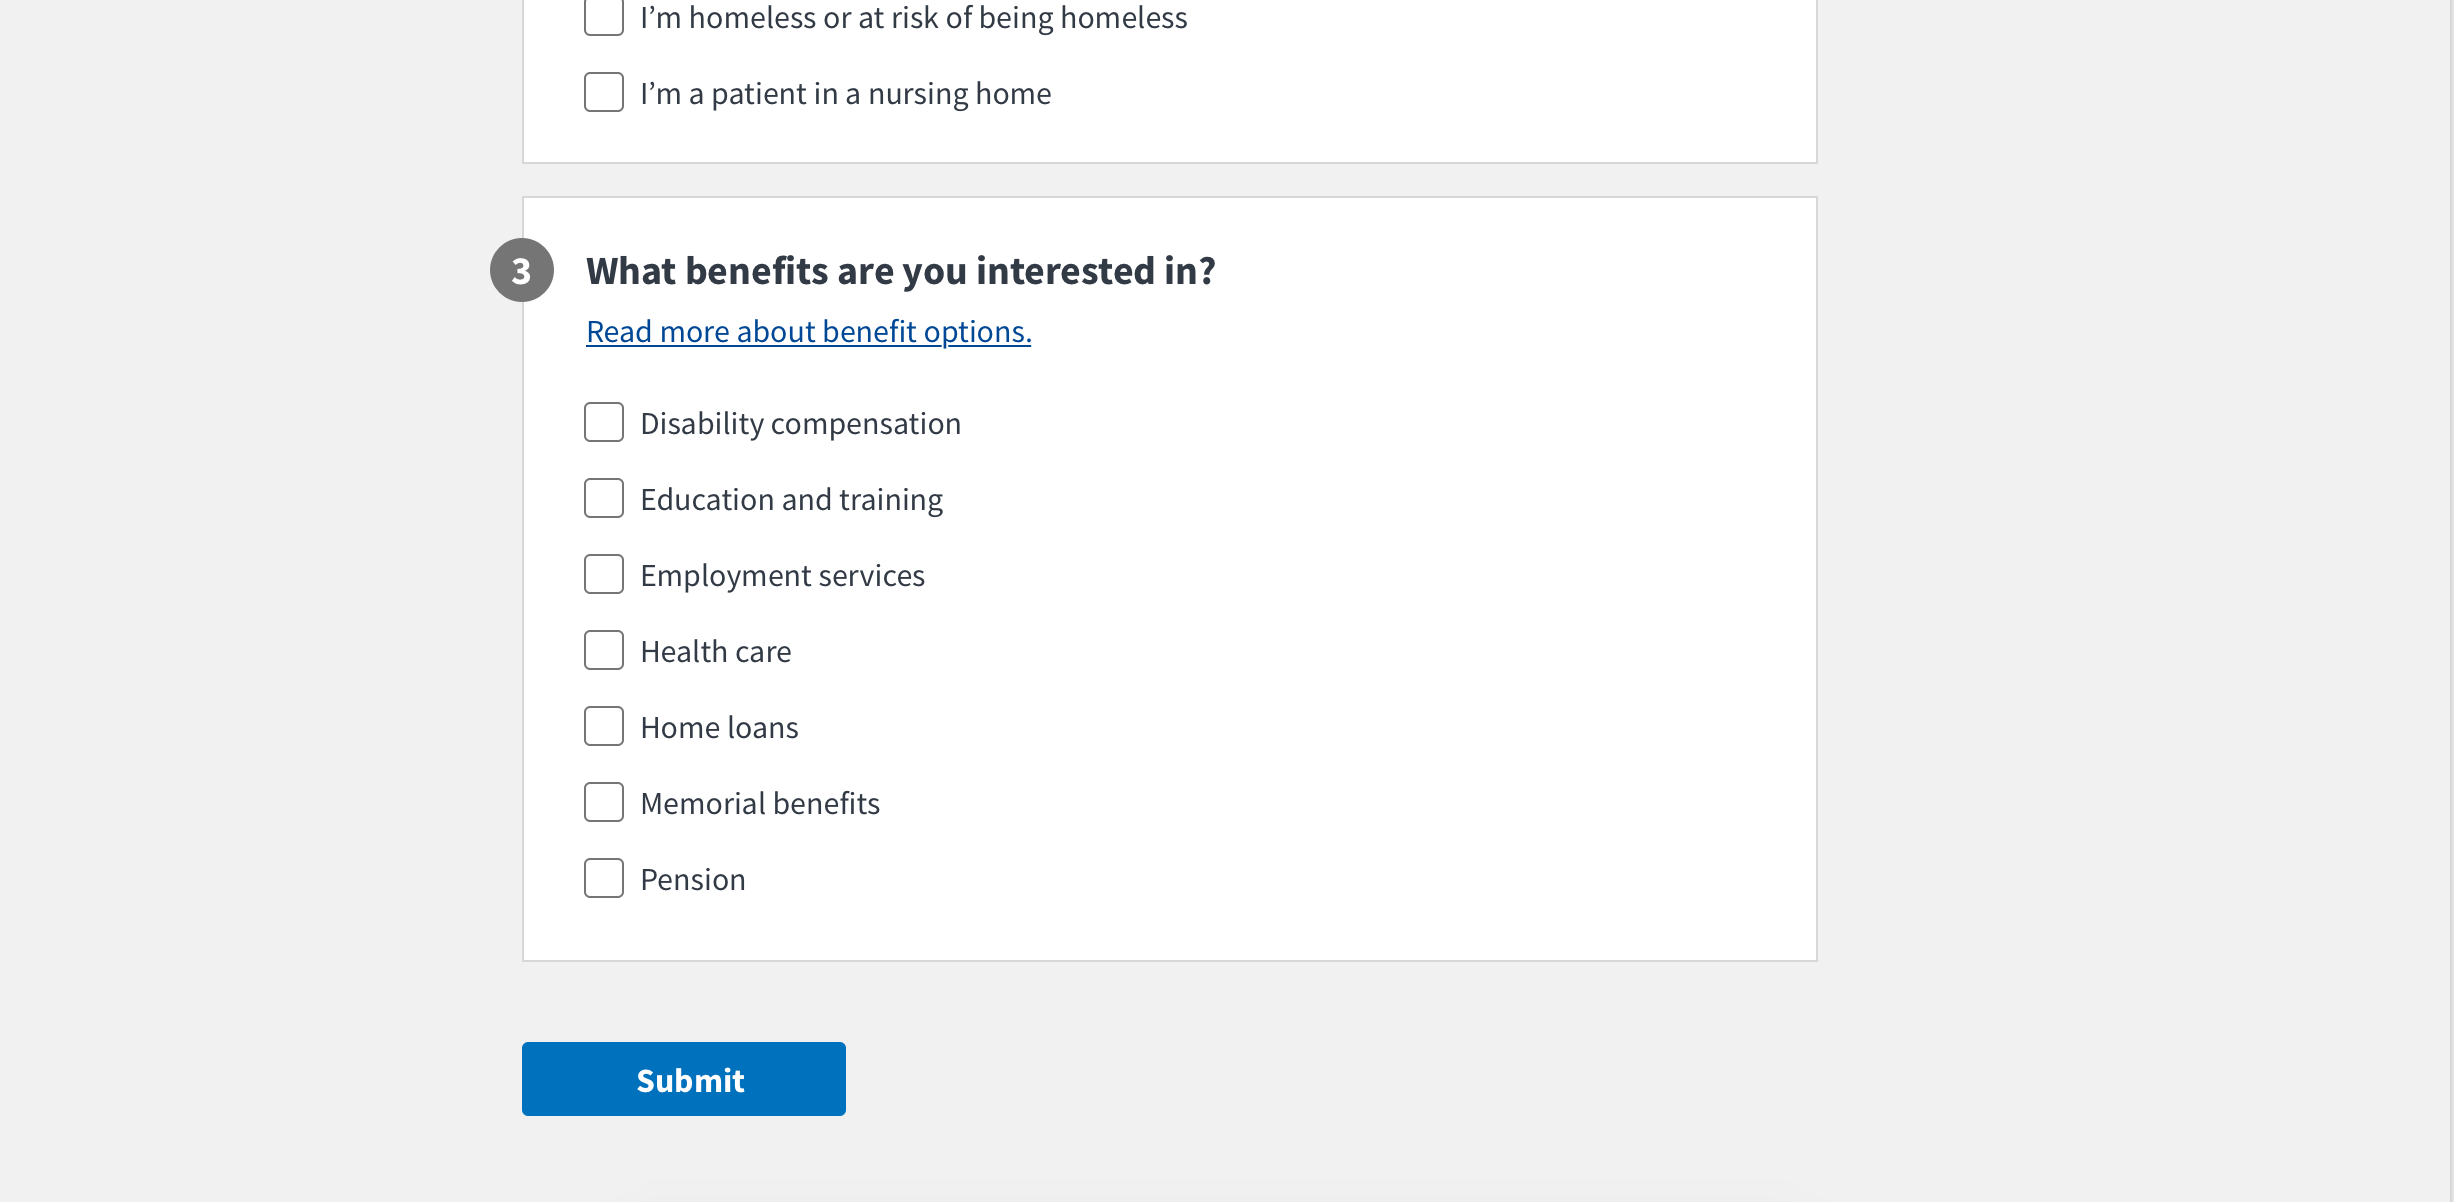 I’m homeless or at risk of being homeless
I’m a patient in a nursing home
3 What benefits are you interested in?
Read more about benefit options.
Disability compensation
Education and training
Employment services
Health care
Home loans
Memorial benefits
Pension
Submit